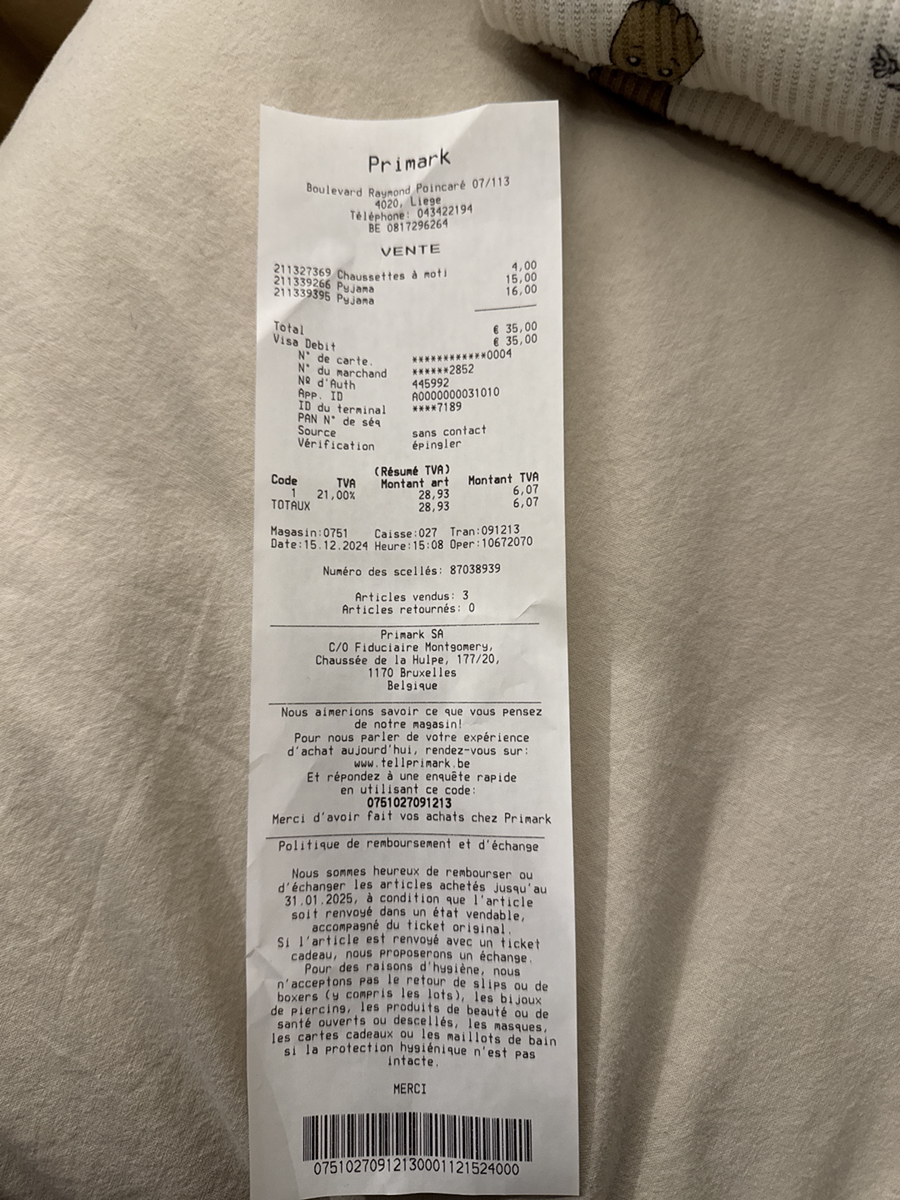 Primark
Boulevard Raymond Poincaré 07/113
4020, Liege
Téléphone: 043422194
BE 0817296264
VENTE
211327369 Chaussettes à moti 4,00
211339266 Pyjama 15,00
211339395 Pyjama 16,00
Total € 35,00
Visa Debit € 35,00
N° de carte. ************0004
N° du marchand ******2852
Nº d'Auth 445992
App. ID A0000000031010
ID du terminal ****7189
PAN N° de séq
Source sans contact
Vérification épingler
(Résumé TVA)
Code TVA Montant art Montant TVA
1 21,00% 28,93 6,07
TOTAUX 28,93 6,07
Magasin:0751 Caisse:027 Tran:091213
Date:15.12.2024 Heure:15:08 Oper:10672070
Numéro des scellés: 87038939
Articles vendus: 3
Articles retournés: 0
Primark SA
C/O Fiduciaire Montgomery,
Chaussée de la Hulpe, 177/20,
1170 Bruxelles
Belgique
Nous aimerions savoir ce que vous pensez
de notre magasin!
Pour nous parler de votre expérience
d'achat aujourd'hui, rendez-vous sur:
www.tellprimark.be
Et répondez à une enquête rapide
en utilisant ce code:
0751027091213
Merci d'avoir fait vos achats chez Primark
Politique de remboursement et d'échange
Nous sommes heureux de rembourser ou
d'échanger les articles achetés jusqu'au
31.01.2025, à condition que l'article
soit renvoyé dans un état vendable,
accompagné du ticket original.
Si l'article est renvoyé avec un ticket
cadeau, nous proposerons un échange.
Pour des raisons d'hygiène, nous
n'acceptons pas le retour de slips ou de
boxers (y compris les lots), les bijoux
de piercing, les produits de beauté ou de
santé ouverts ou descellés, les masques,
les cartes cadeaux ou les maillots de bain
si la protection hygiénique n'est pas
intacte.
MERCI
075102709121300011215​24000